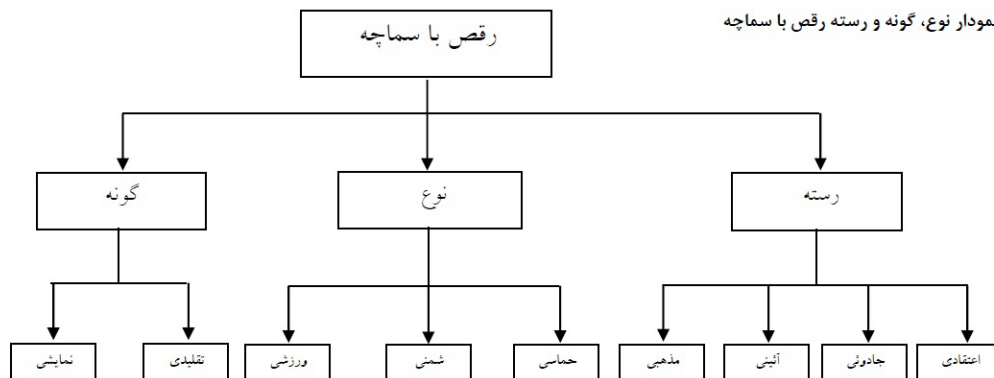 نمودار نوع، گونه و رسته رقص با سماچه
رقص با سماچه
رسته
نوع
گونه
اعتقادی
جادوئی
آئینی
مذهبی
حماسی
شمنی
ورزشی
تقلیدی
نمایشی